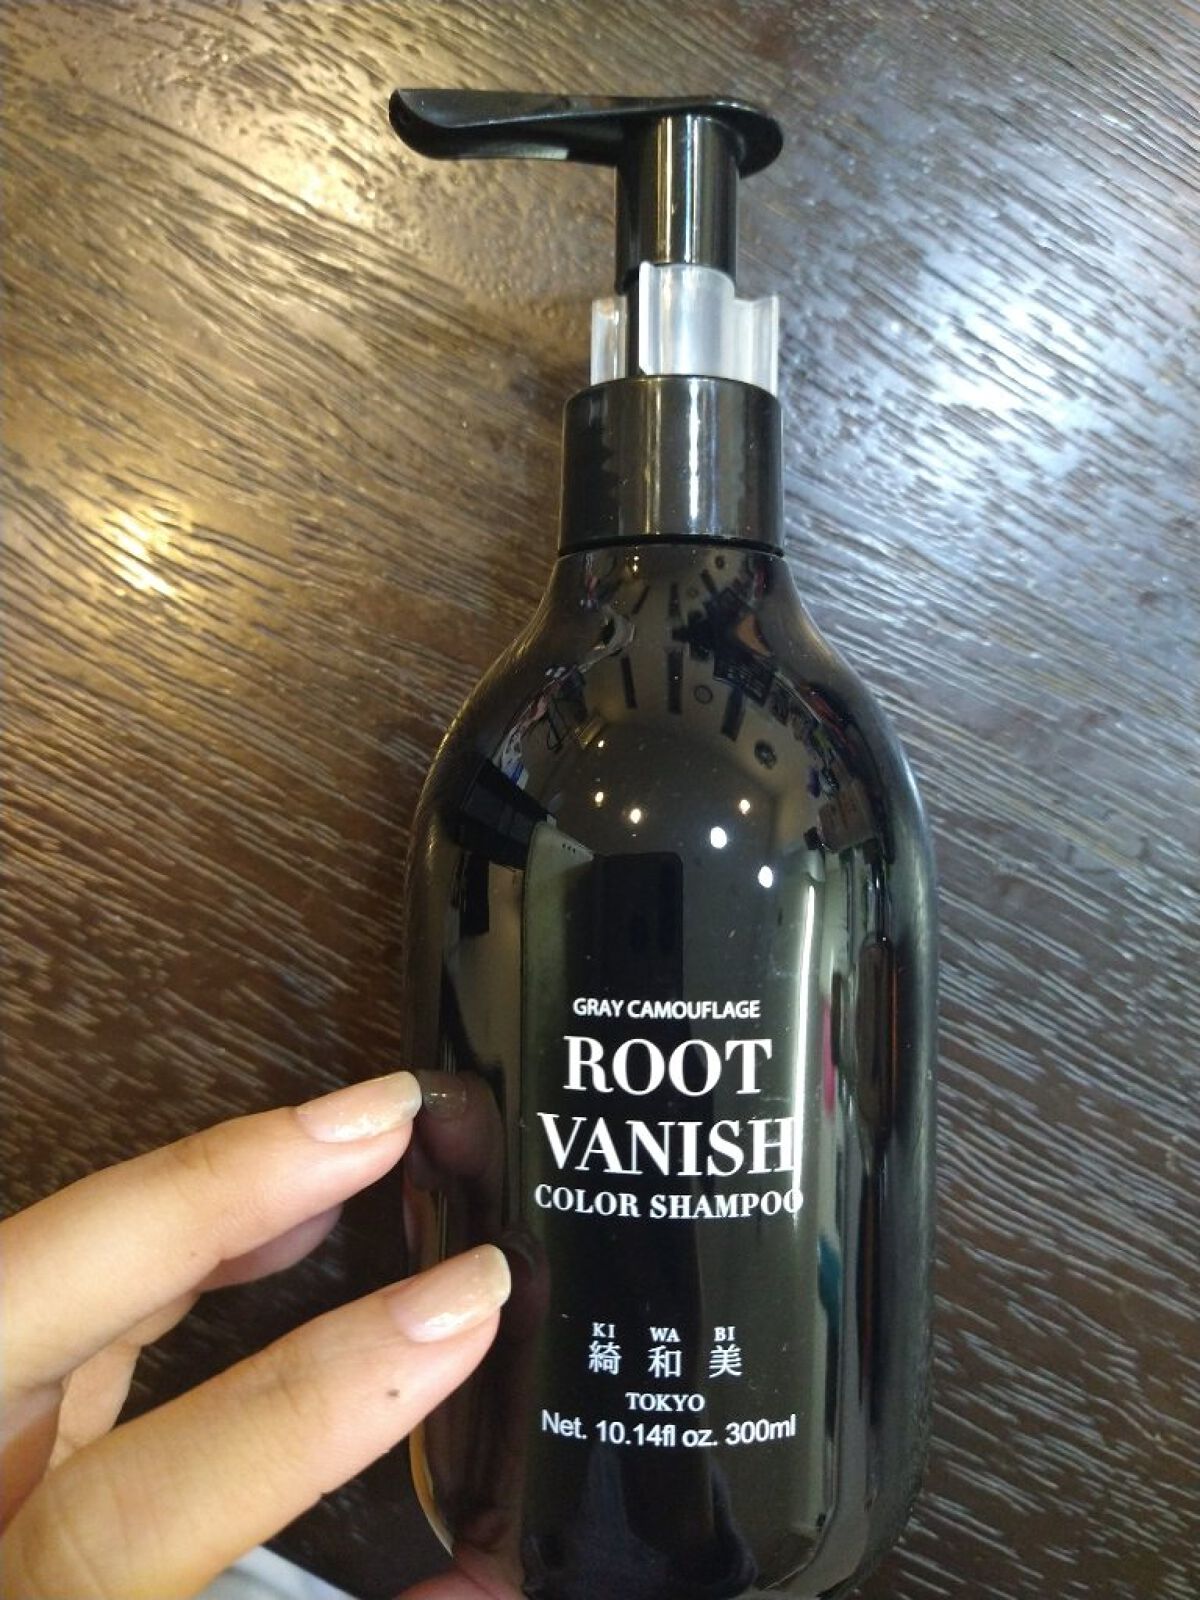 GRAY CAMOUFLAGE
ROOT
VANISH
COLOR SHAMPOO
KI WA BI
綺和美
TOKYO
Net. 10.14fl oz. 300ml